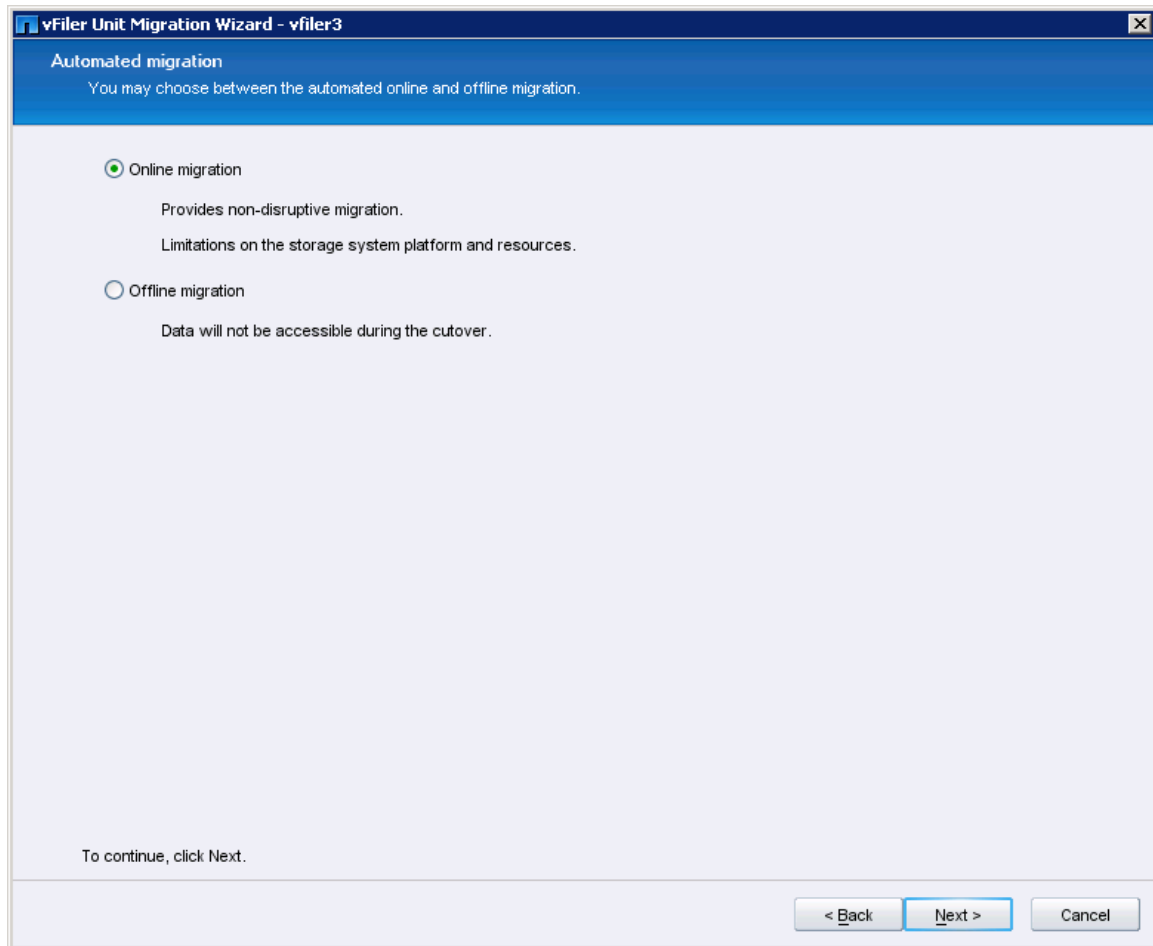 vFiler Unit Migration Wizard - vfiler3
Automated migration
You may choose between the automated online and offline migration.
Online migration
Provides non-disruptive migration.
Limitations on the storage system platform and resources.
Offline migration
Data will not be accessible during the cutover.
To continue, click Next.
< Back
Next >
Cancel